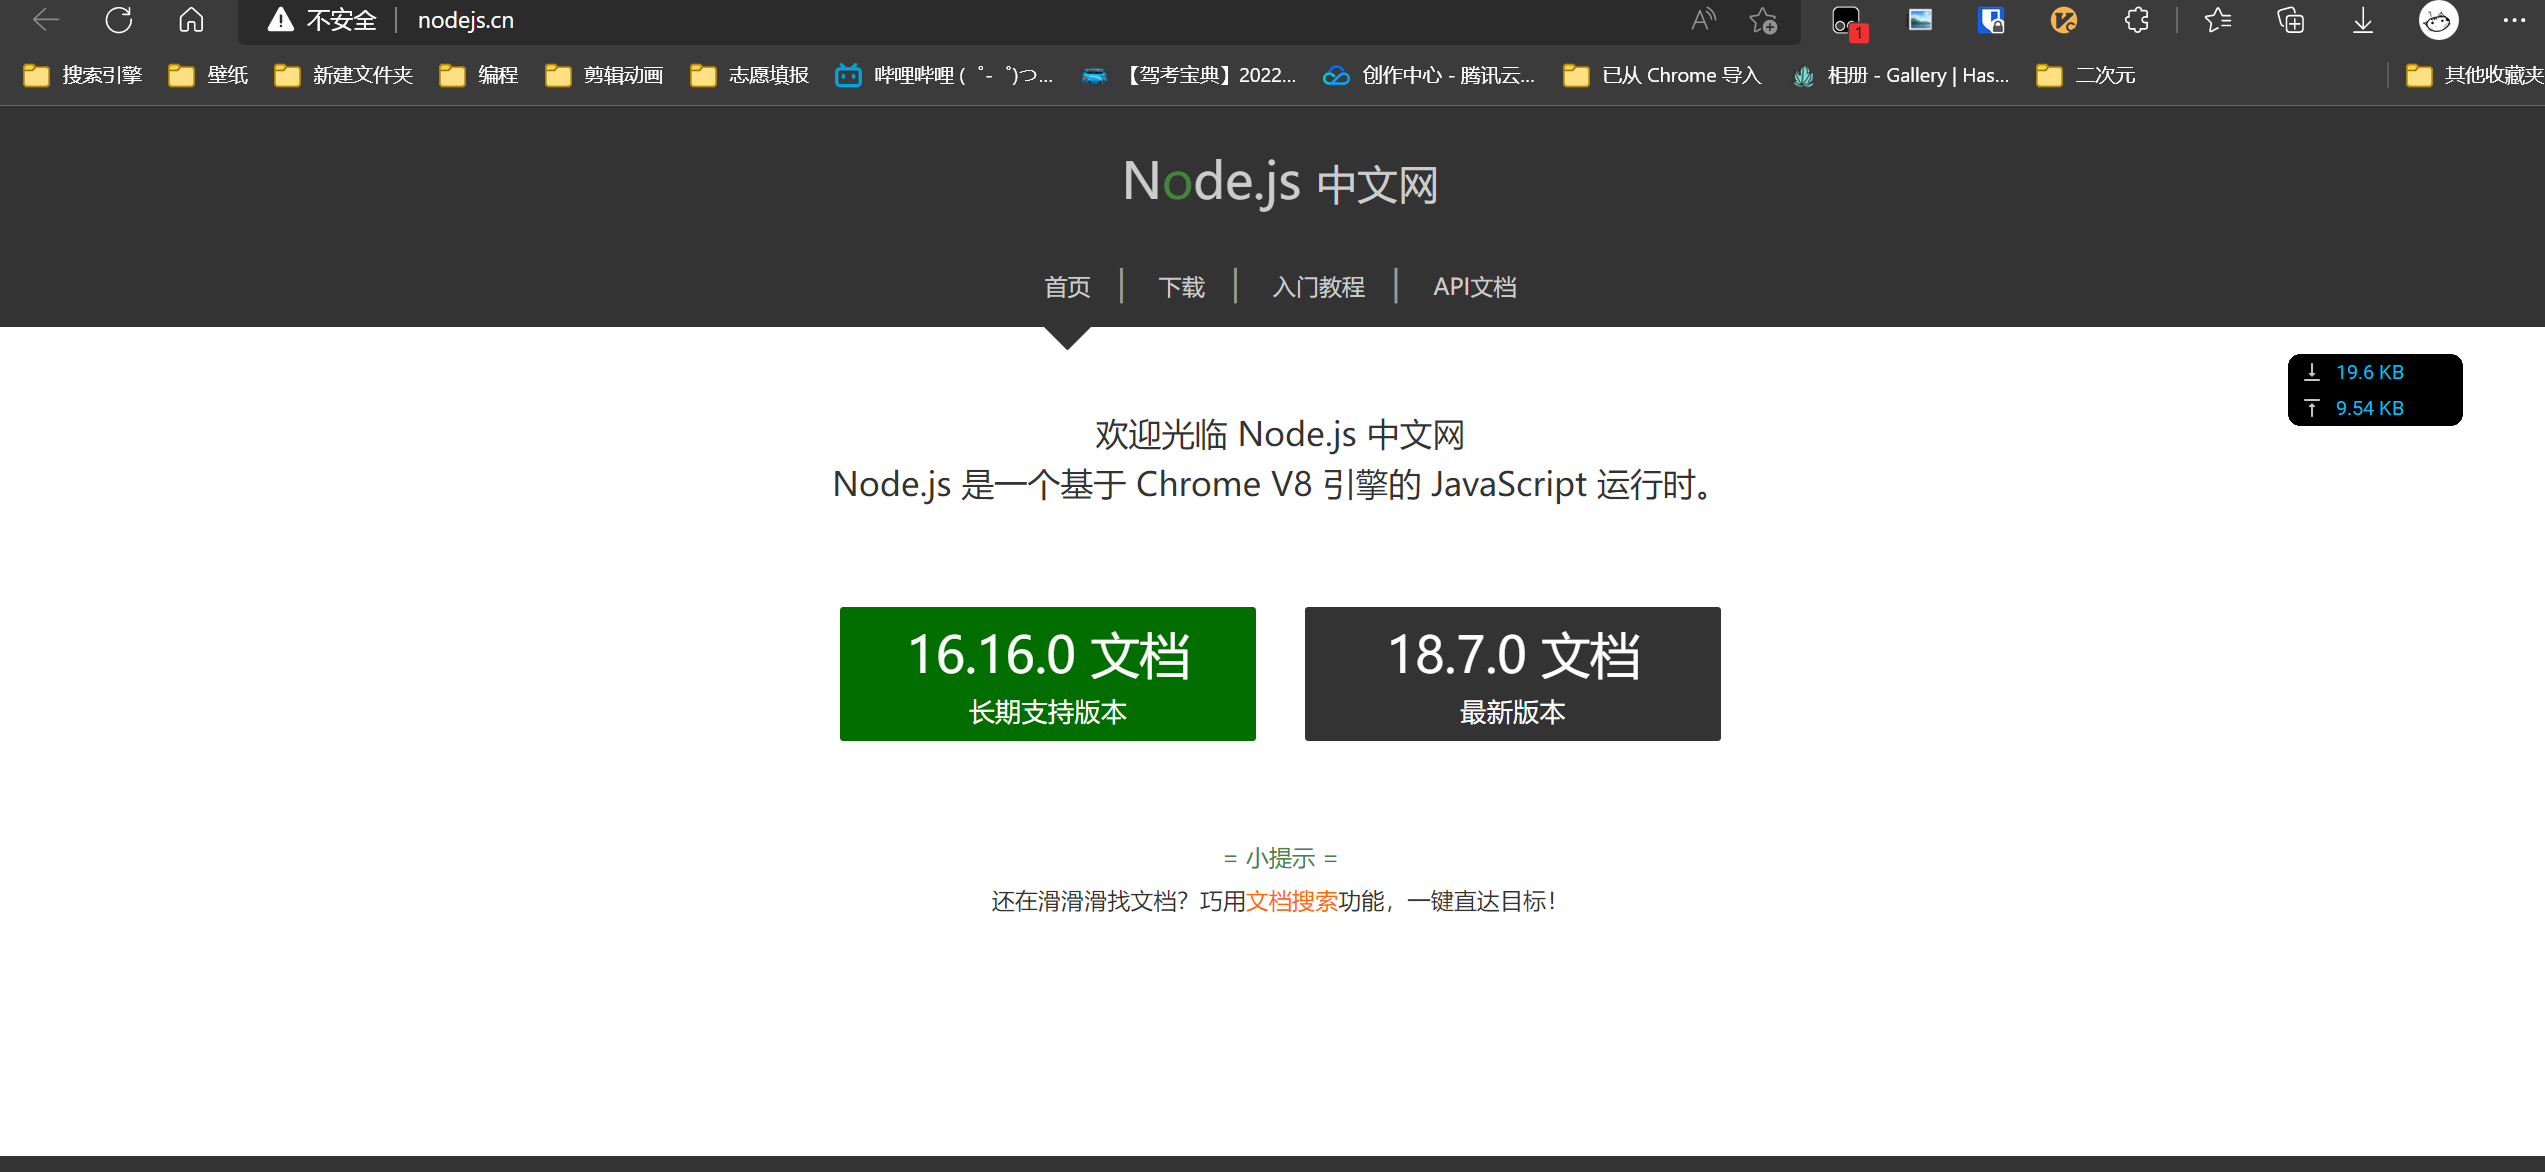 不安全 nodejs.cn
1
搜索引擎 壁纸 新建文件夹 编程 剪辑动画 志愿填报 哔哩哔哩 (゜-゜)つ... 【驾考宝典】2022... 创作中心 - 腾讯云... 已从 Chrome 导入 相册 - Gallery | Has... 二次元 其他收藏夹
Node.js 中文网
首页 下载 入门教程 API文档
19.6 KB
9.54 KB
欢迎光临 Node.js 中文网
Node.js 是一个基于 Chrome V8 引擎的 JavaScript 运行时。
16.16.0 文档
长期支持版本
18.7.0 文档
最新版本
= 小提示 =
还在滑滑滑找文档？巧用文档搜索功能，一键直达目标！